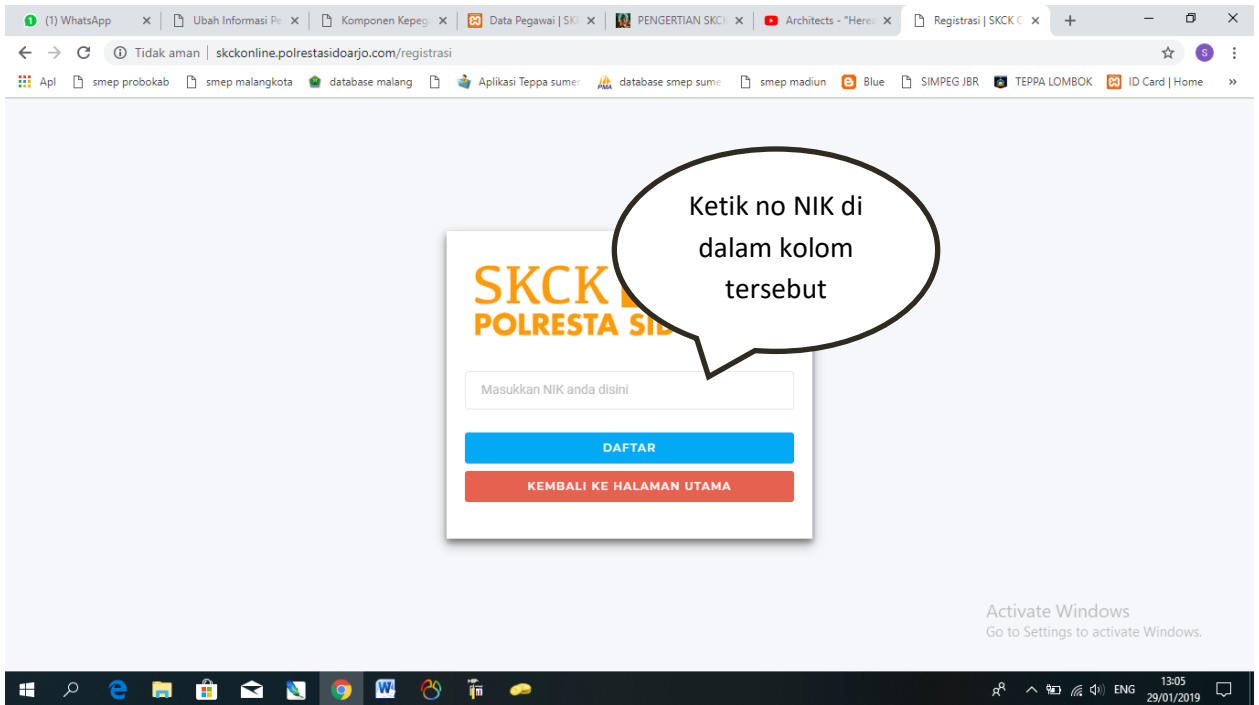 (1) WhatsApp
Ubah Informasi Pe
Komponen Kepeg
Data Pegawai | SKI
PENGERTIAN SKCK
Architects - "Here
Registrasi | SKCK O
Tidak aman | skckonline.polrestasidoarjo.com/registrasi
S
Apl
smep probokab
smep malangkota
database malang
Aplikasi Teppa sumen
database smep sume
smep madiun
Blue
SIMPEG JBR
TEPPA LOMBOK
ID Card | Home
»
Ketik no NIK di
dalam kolom
tersebut
SKCK
POLRESTA SID
Masukkan NIK anda disini
DAFTAR
KEMBALI KE HALAMAN UTAMA
Activate Windows
Go to Settings to activate Windows.
ENG
13:05
29/01/2019